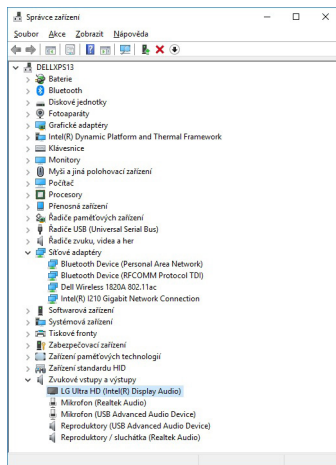 Správce zařízení
Soubor Akce Zobrazit Nápověda
DELLXPS13
Baterie
Bluetooth
Diskové jednotky
Fotoaparáty
Grafické adaptéry
Intel(R) Dynamic Platform and Thermal Framework
Klávesnice
Monitory
Myši a jiná polohovací zařízení
Počítač
Procesory
Přenosná zařízení
Řadiče paměťových zařízení
Řadiče USB (Universal Serial Bus)
Řadiče zvuku, videa a her
Síťové adaptéry
Bluetooth Device (Personal Area Network)
Bluetooth Device (RFCOMM Protocol TDI)
Dell Wireless 1820A 802.11ac
Intel(R) I210 Gigabit Network Connection
Softwarová zařízení
Systémová zařízení
Tiskové fronty
Zabezpečovací zařízení
Zařízení paměťových technologií
Zařízení standardu HID
Zvukové vstupy a výstupy
LG Ultra HD (Intel(R) Display Audio)
Mikrofon (Realtek Audio)
Mikrofon (USB Advanced Audio Device)
Reproduktory (USB Advanced Audio Device)
Reproduktory / sluchátka (Realtek Audio)